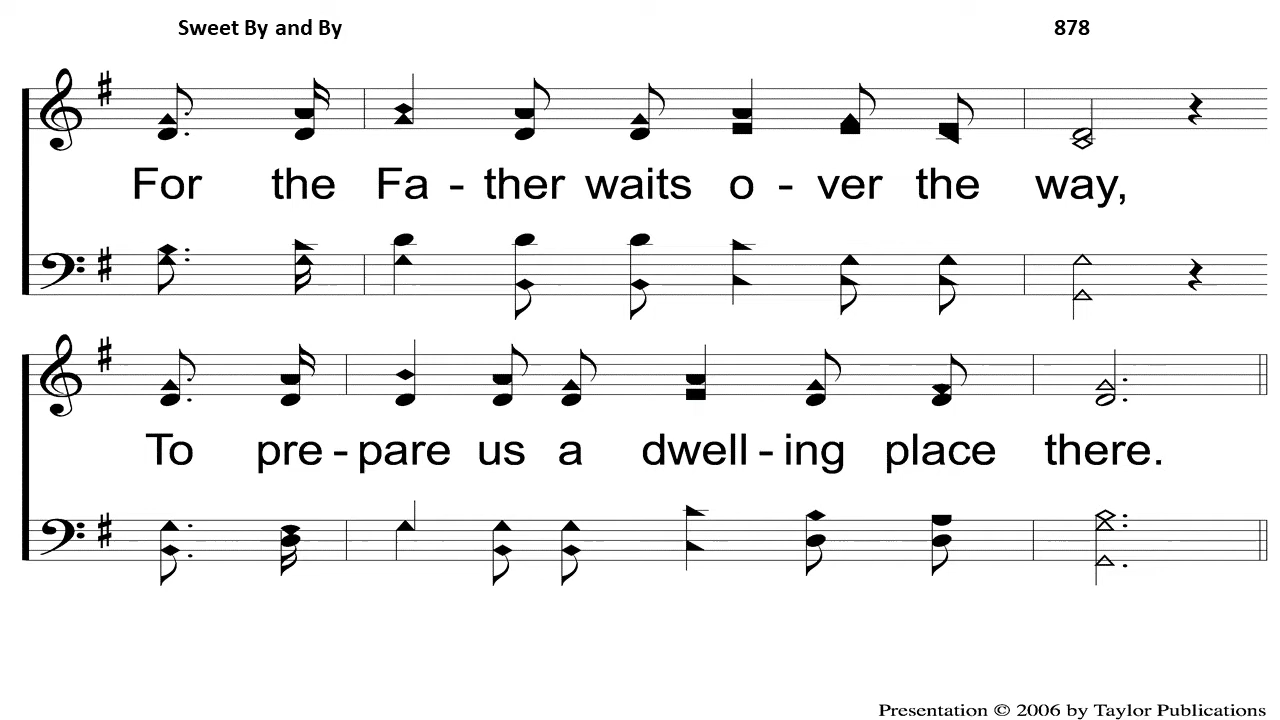 Sweet By and By 878
For the Fa - ther waits o - ver the way,
To pre - pare us a dwell - ing place there.
Presentation © 2006 by Taylor Publications